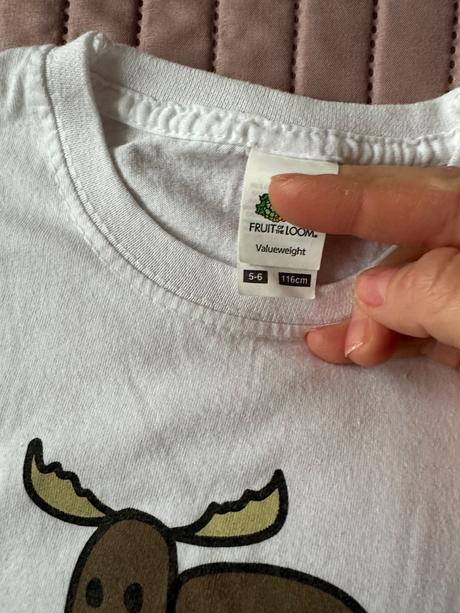 FRUIT OF THE LOOM®
Valueweight
5-6 116cm